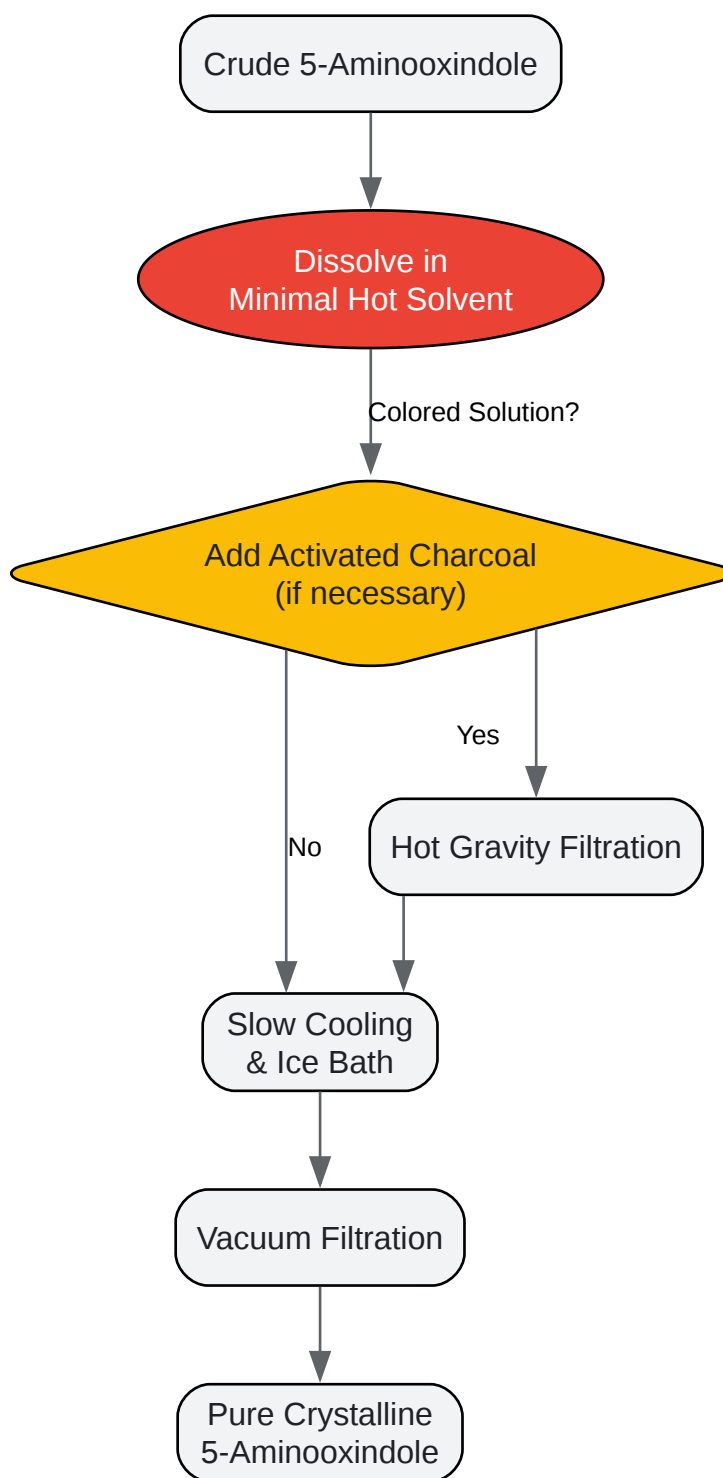 Crude 5-Aminooxindole
Dissolve in
Minimal Hot Solvent
Colored Solution?
Add Activated Charcoal
(if necessary)
Yes
No
Hot Gravity Filtration
Slow Cooling
& Ice Bath
Vacuum Filtration
Pure Crystalline
5-Aminooxindole